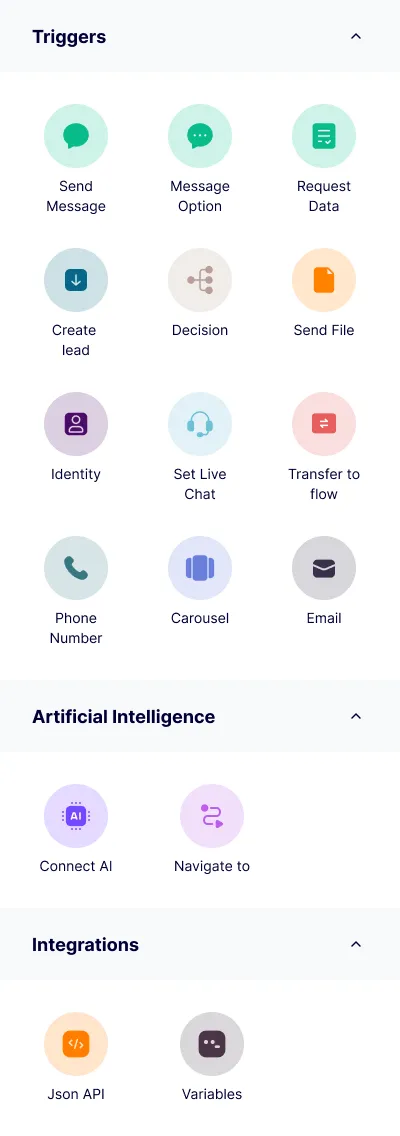 Triggers
Send
Message
Message
Option
Request
Data
Create
lead
Decision
Send File
Identity
Set Live
Chat
Transfer to
flow
Phone
Number
Carousel
Email
Artificial Intelligence
AI
Connect AI
Navigate to
Integrations
</>
Json API
Variables